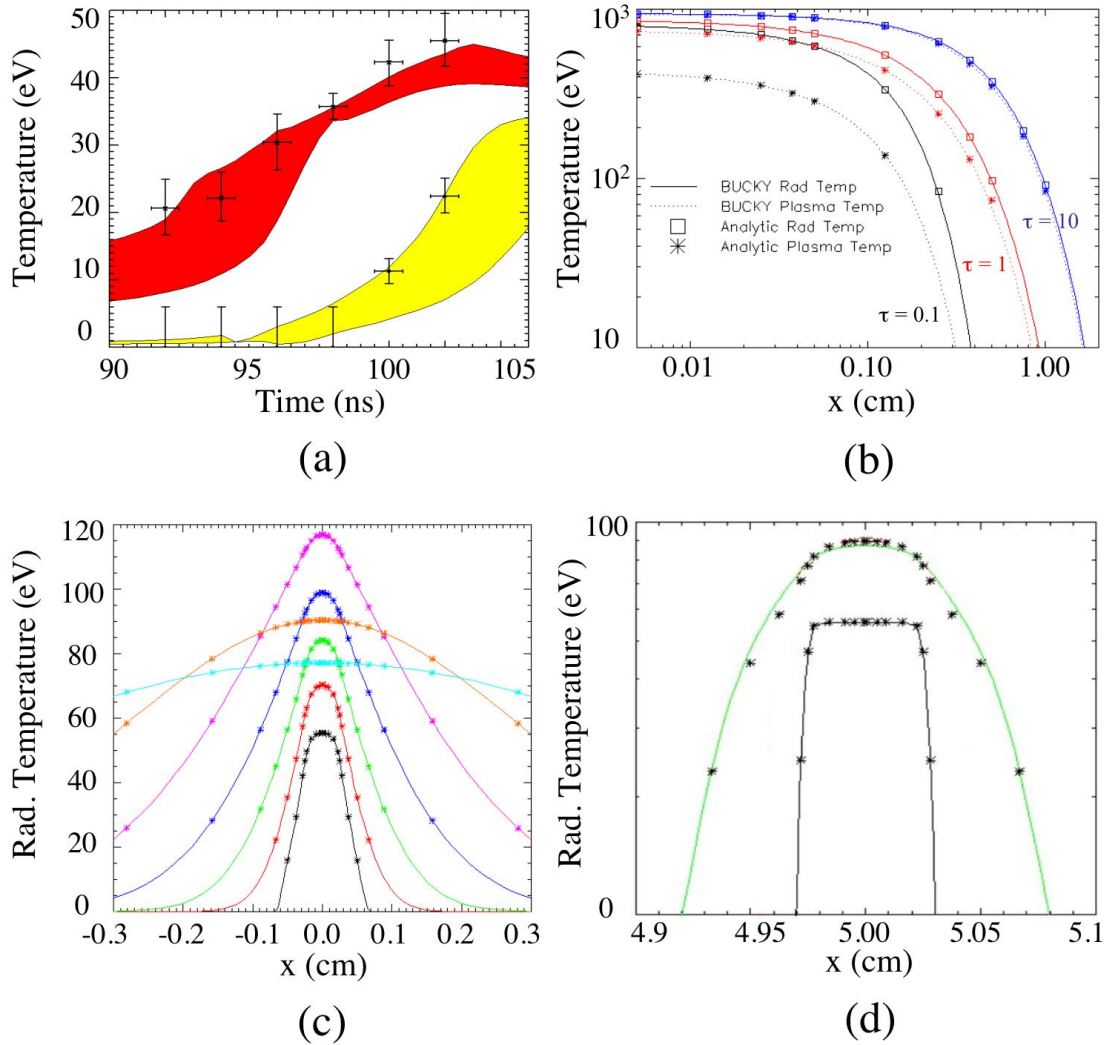 50
40
30
20
10
0
90
95
100
105
Temperature (eV)
Time (ns)
(a)
10³
10²
10
0.01
0.10
1.00
Temperature (eV)
x (cm)
BUCKY Rad Temp
BUCKY Plasma Temp
Analytic Rad Temp
Analytic Plasma Temp
τ = 10
τ = 1
τ = 0.1
(b)
120
100
80
60
40
20
0
-0.3
-0.2
-0.1
0.0
0.1
0.2
0.3
Rad. Temperature (eV)
x (cm)
(c)
100
0
4.9
4.95
5.00
5.05
5.1
Rad. Temperature (eV)
x (cm)
(d)